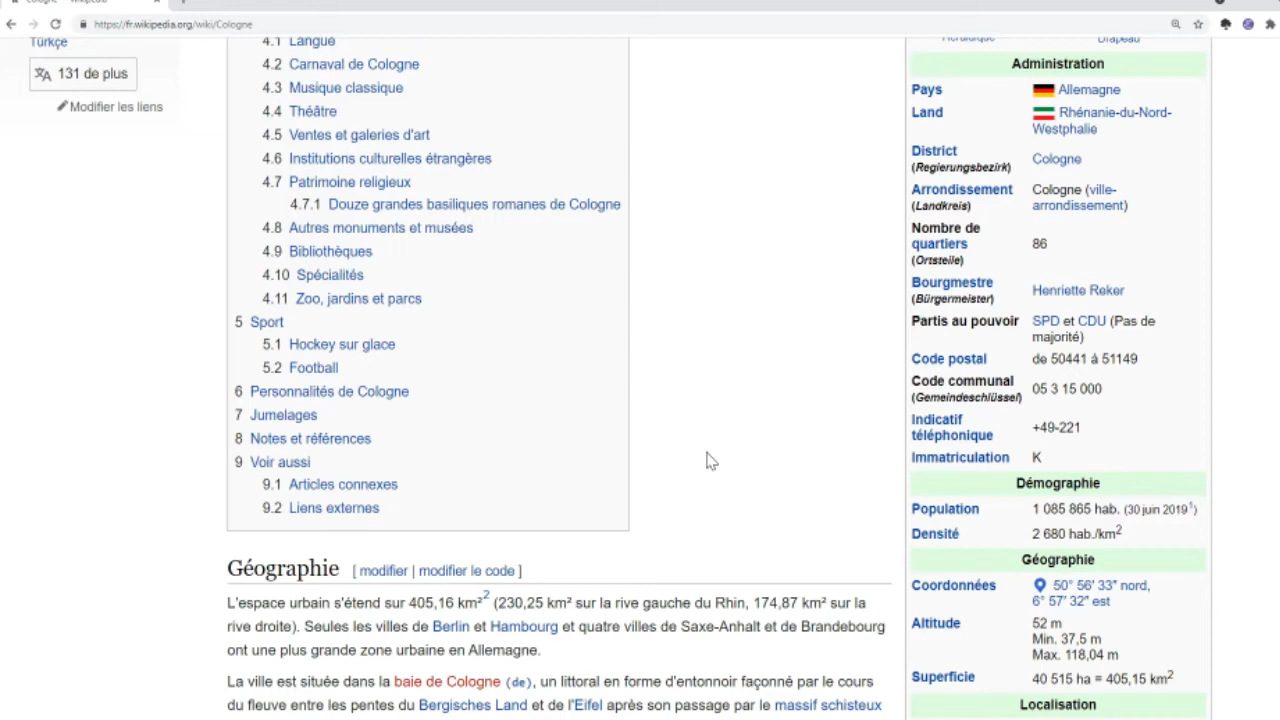 https://fr.wikipedia.org/wiki/Cologne
Türkçe
131 de plus
Modifier les liens
4.1 Langue
4.2 Carnaval de Cologne
4.3 Musique classique
4.4 Théâtre
4.5 Ventes et galeries d'art
4.6 Institutions culturelles étrangères
4.7 Patrimoine religieux
4.7.1 Douze grandes basiliques romanes de Cologne
4.8 Autres monuments et musées
4.9 Bibliothèques
4.10 Spécialités
4.11 Zoo, jardins et parcs
5 Sport
5.1 Hockey sur glace
5.2 Football
6 Personnalités de Cologne
7 Jumelages
8 Notes et références
9 Voir aussi
9.1 Articles connexes
9.2 Liens externes
Géographie [ modifier | modifier le code ]
L'espace urbain s'étend sur 405,16 km² 2 (230,25 km² sur la rive gauche du Rhin, 174,87 km² sur la
rive droite). Seules les villes de Berlin et Hambourg et quatre villes de Saxe-Anhalt et de Brandebourg
ont une plus grande zone urbaine en Allemagne.
La ville est située dans la baie de Cologne (de), un littoral en forme d'entonnoir façonné par le cours
du fleuve entre les pentes du Bergisches Land et de l'Eifel après son passage par le massif schisteux
Héraldique Drapeau
Administration
Pays Allemagne
Land Rhénanie-du-Nord-
Westphalie
District
(Regierungsbezirk) Cologne
Arrondissement
(Landkreis) Cologne (ville-
arrondissement)
Nombre de
quartiers
(Ortsteile) 86
Bourgmestre
(Bürgermeister) Henriette Reker
Partis au pouvoir SPD et CDU (Pas de
majorité)
Code postal de 50441 à 51149
Code communal
(Gemeindeschlüssel) 05 3 15 000
Indicatif
téléphonique +49-221
Immatriculation K
Démographie
Population 1 085 865 hab. (30 juin 2019 1)
Densité 2 680 hab./km2
Géographie
Coordonnées 50° 56′ 33″ nord,
6° 57′ 32″ est
Altitude 52 m
Min. 37,5 m
Max. 118,04 m
Superficie 40 515 ha = 405,15 km2
Localisation